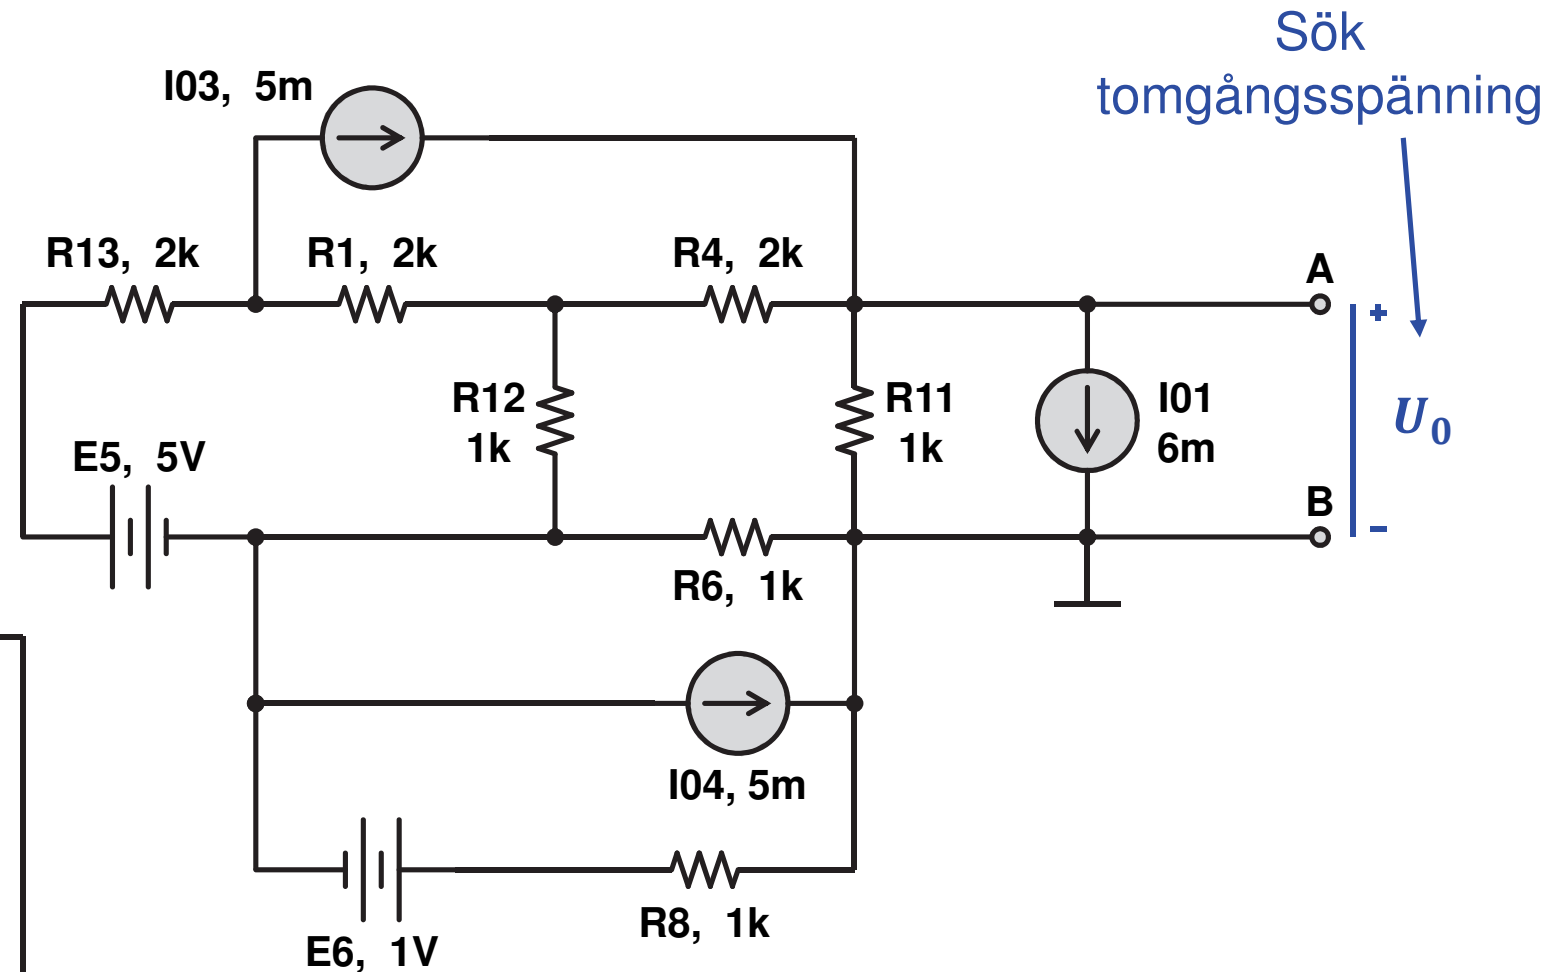 Sök
tomgångsspänning
I03, 5m
R13, 2k
R1, 2k
R4, 2k
A
+
R12
1k
R11
1k
I01
6m
U0
E5, 5V
B
-
R6, 1k
I04, 5m
R8, 1k
E6, 1V